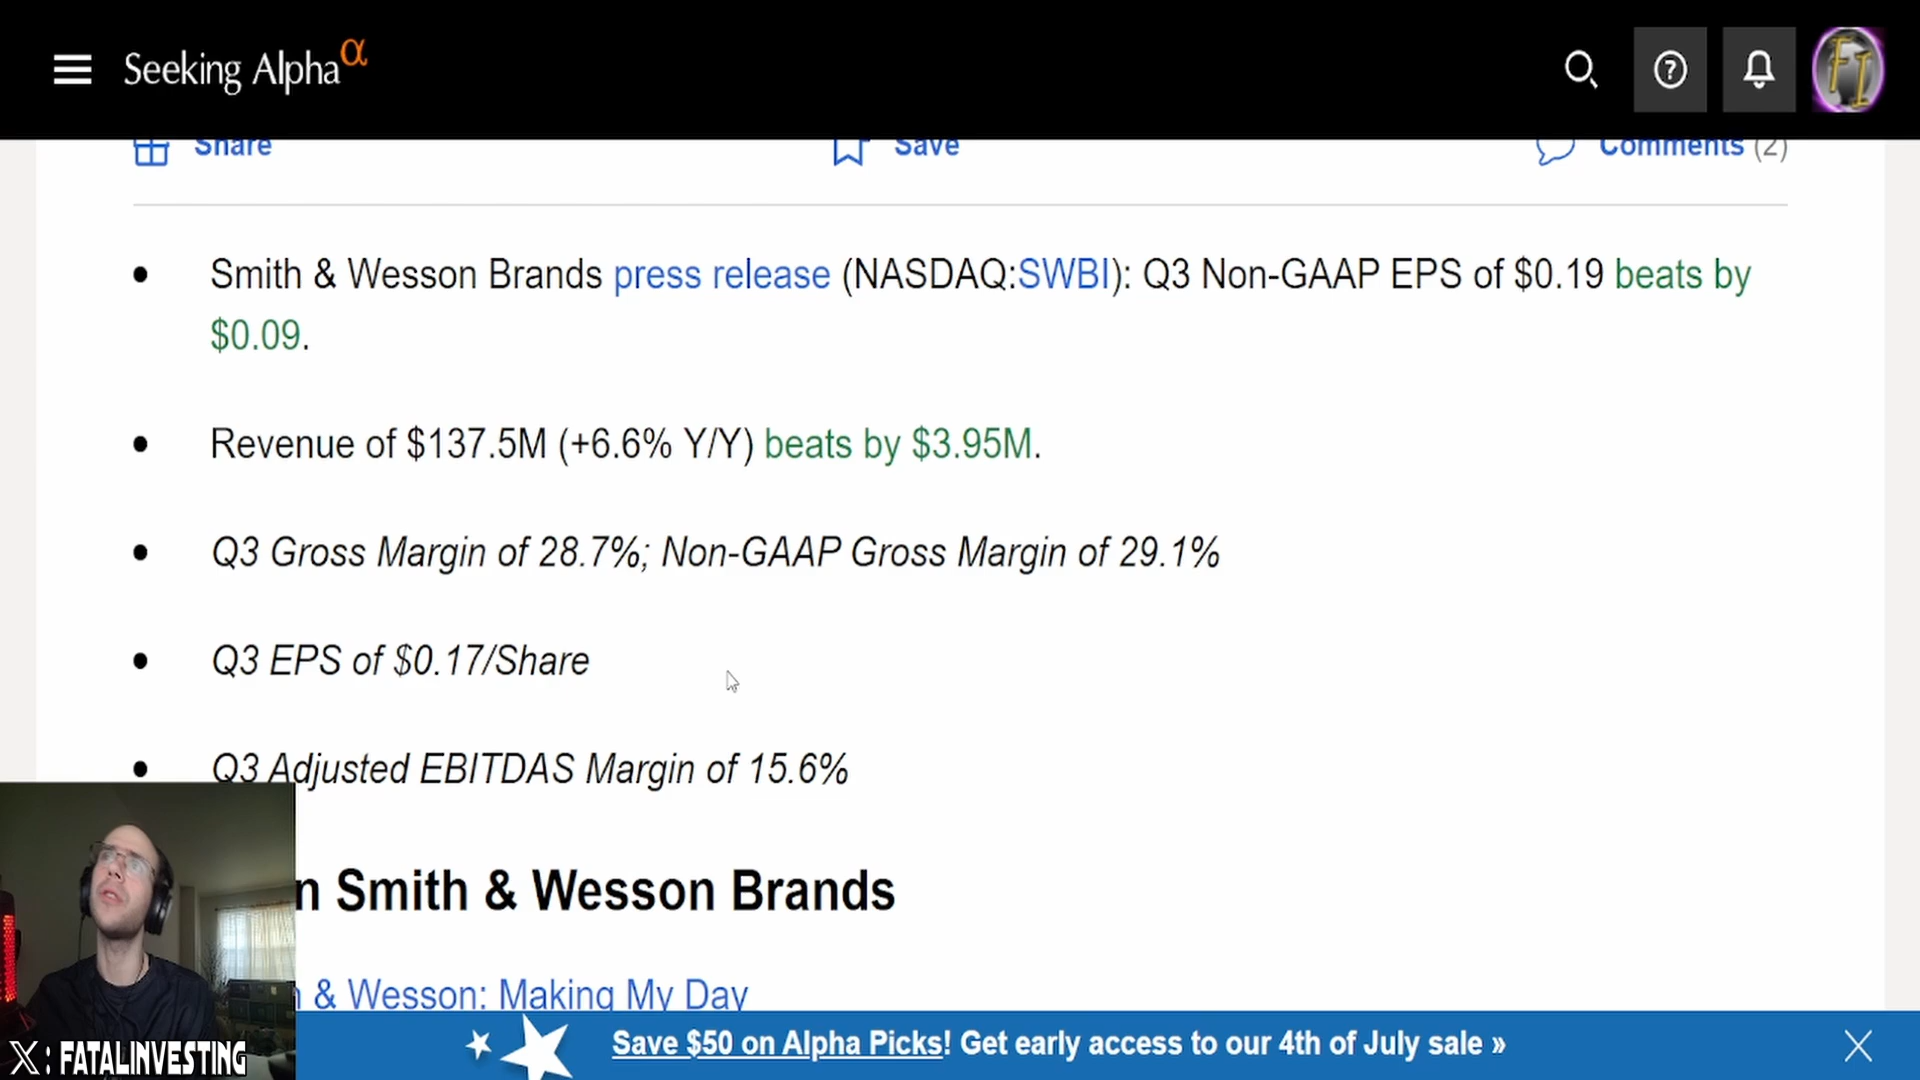 Seeking Alpha α
Share Save Comments (2)
Smith & Wesson Brands press release (NASDAQ:SWBI): Q3 Non-GAAP EPS of $0.19 beats by
$0.09.
Revenue of $137.5M (+6.6% Y/Y) beats by $3.95M.
Q3 Gross Margin of 28.7%; Non-GAAP Gross Margin of 29.1%
Q3 EPS of $0.17/Share
Q3 Adjusted EBITDAS Margin of 15.6%
n Smith & Wesson Brands
& Wesson: Making My Day
Save $50 on Alpha Picks! Get early access to our 4th of July sale »
X : FATALINVESTING
FI